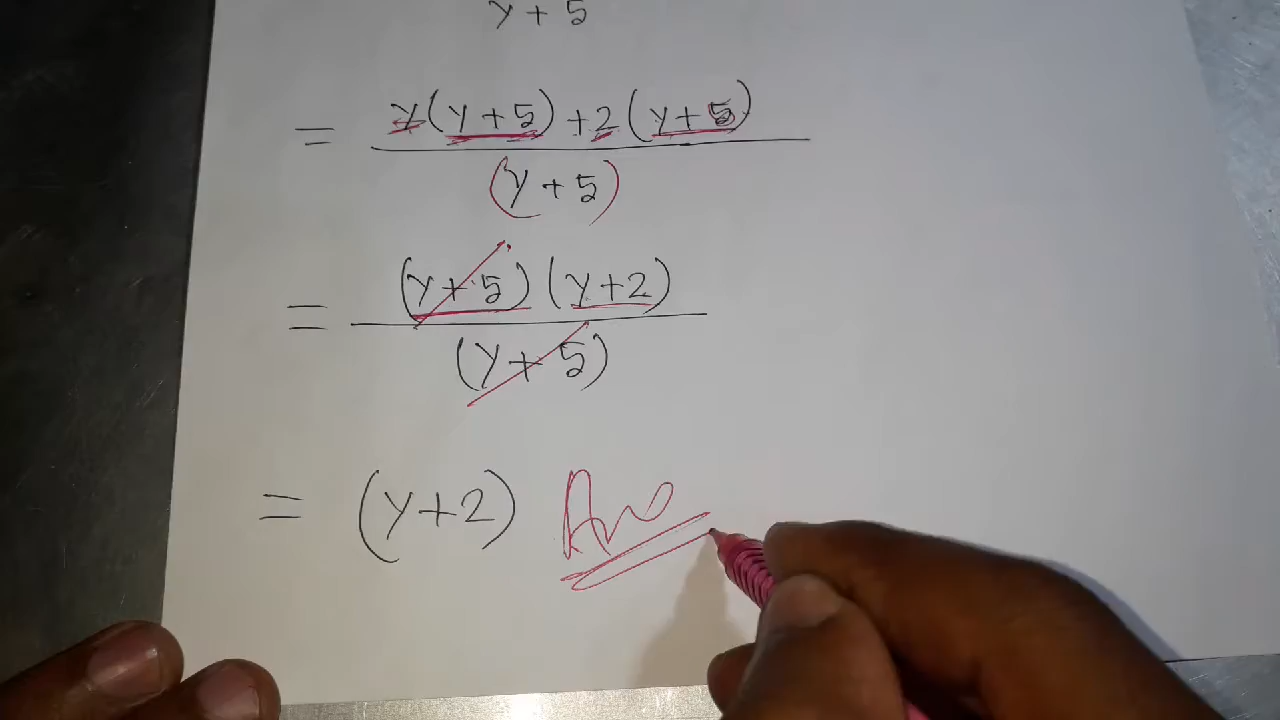 y + 5
= y(y+5) + 2(y+5)
(y+5)
= (y+5)(y+2)
(y+5)
= (y+2) Ans